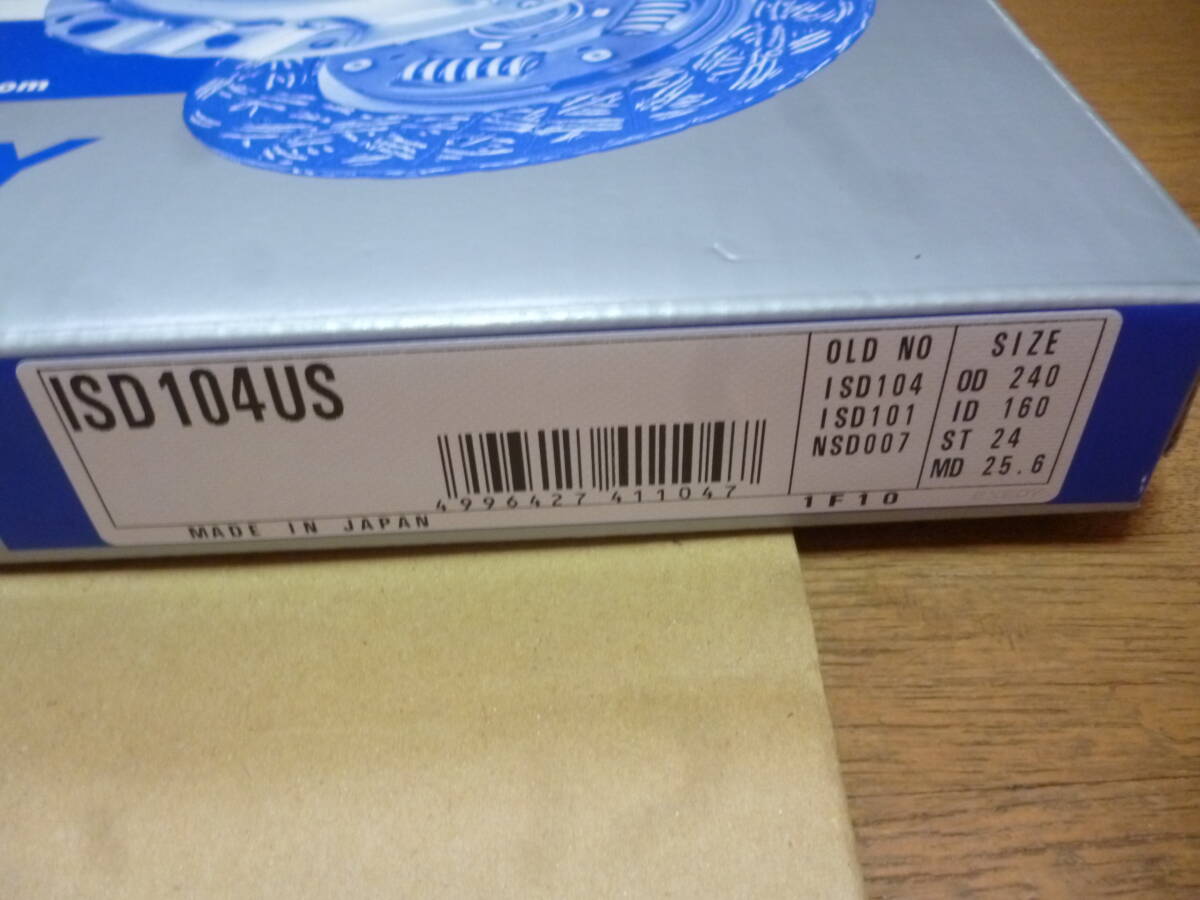 om
ISD104US
4996427 411047
MADE IN JAPAN
OLD NO
ISD104
ISD101
NSD007
1F10
SIZE
OD 240
ID 160
ST 24
MD 25.6